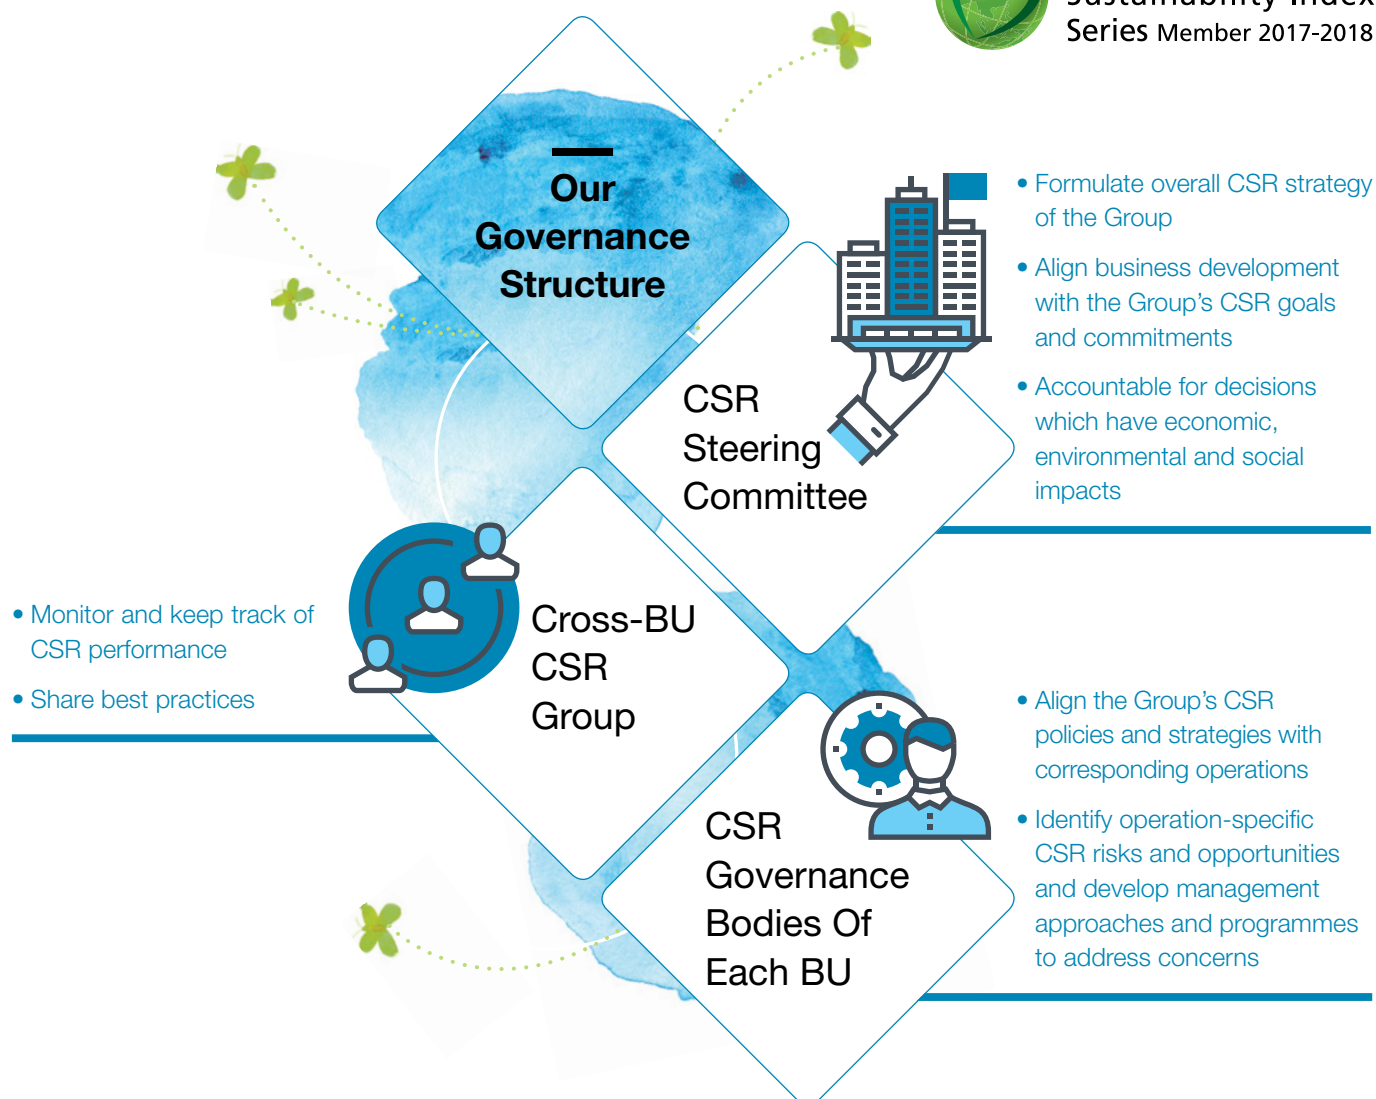 Series Member 2017-2018
Our
Governance
Structure
CSR
Steering
Committee
• Formulate overall CSR strategy
of the Group
• Align business development
with the Group’s CSR goals
and commitments
• Accountable for decisions
which have economic,
environmental and social
impacts
Cross-BU
CSR
Group
• Monitor and keep track of
CSR performance
• Share best practices
CSR
Governance
Bodies Of
Each BU
• Align the Group’s CSR
policies and strategies with
corresponding operations
• Identify operation-specific
CSR risks and opportunities
and develop management
approaches and programmes
to address concerns